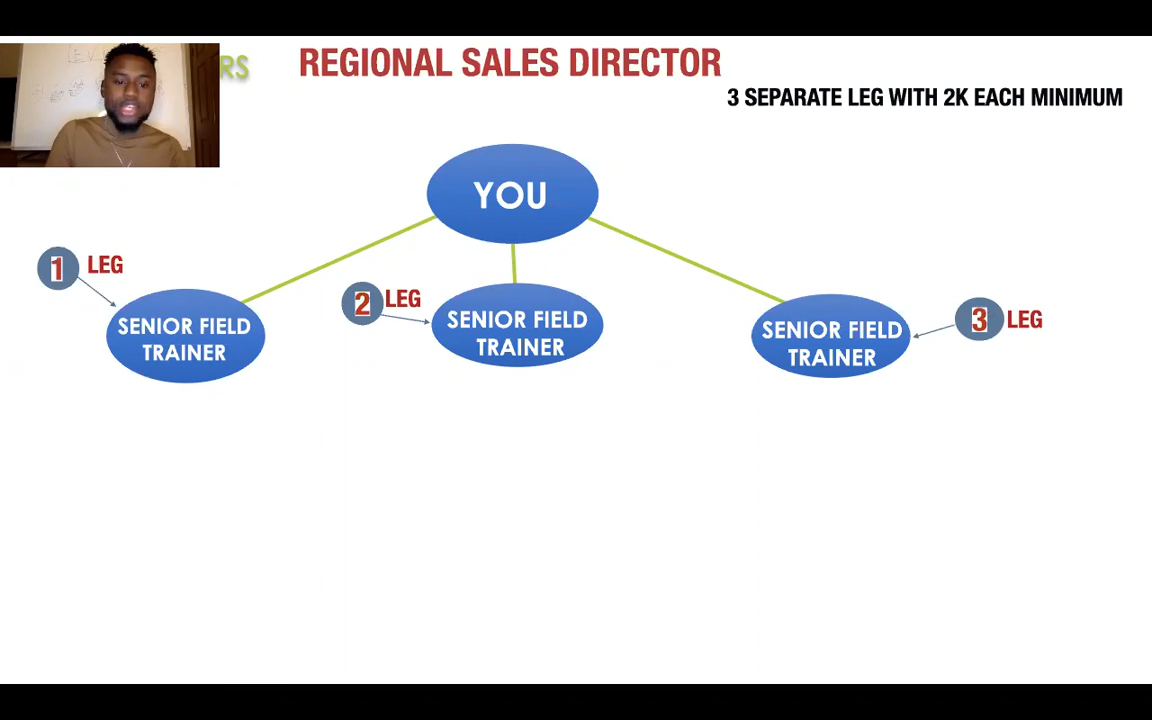 RS
REGIONAL SALES DIRECTOR
3 SEPARATE LEG WITH 2K EACH MINIMUM
YOU
1 LEG
SENIOR FIELD
TRAINER
2 LEG
SENIOR FIELD
TRAINER
3 LEG
SENIOR FIELD
TRAINER